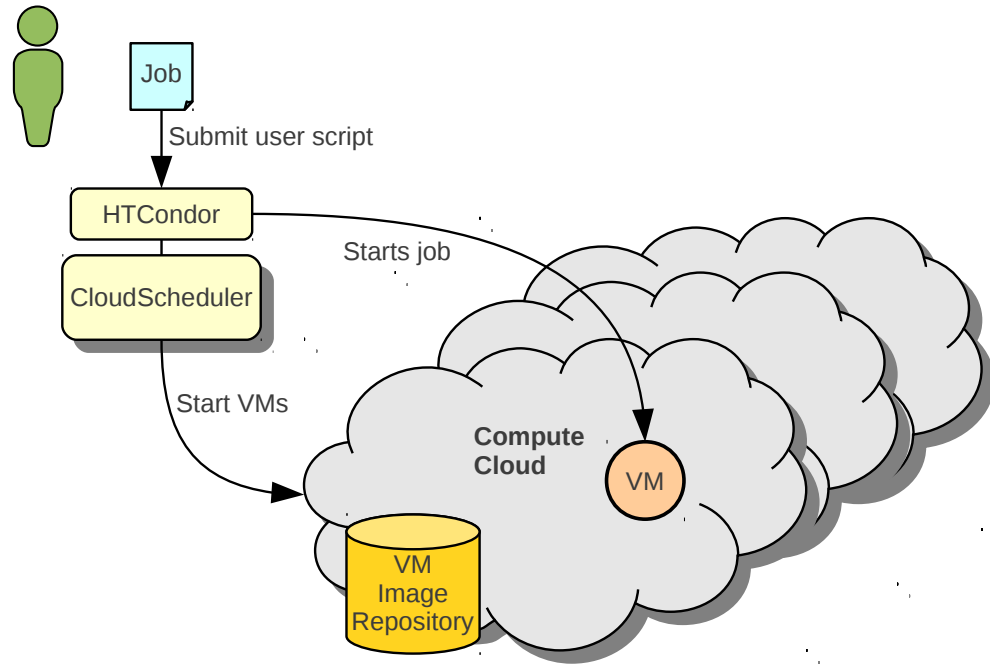 Job
Submit user script
HTCondor
Starts job
CloudScheduler
Start VMs
Compute
Cloud
VM
VM
Image
Repository